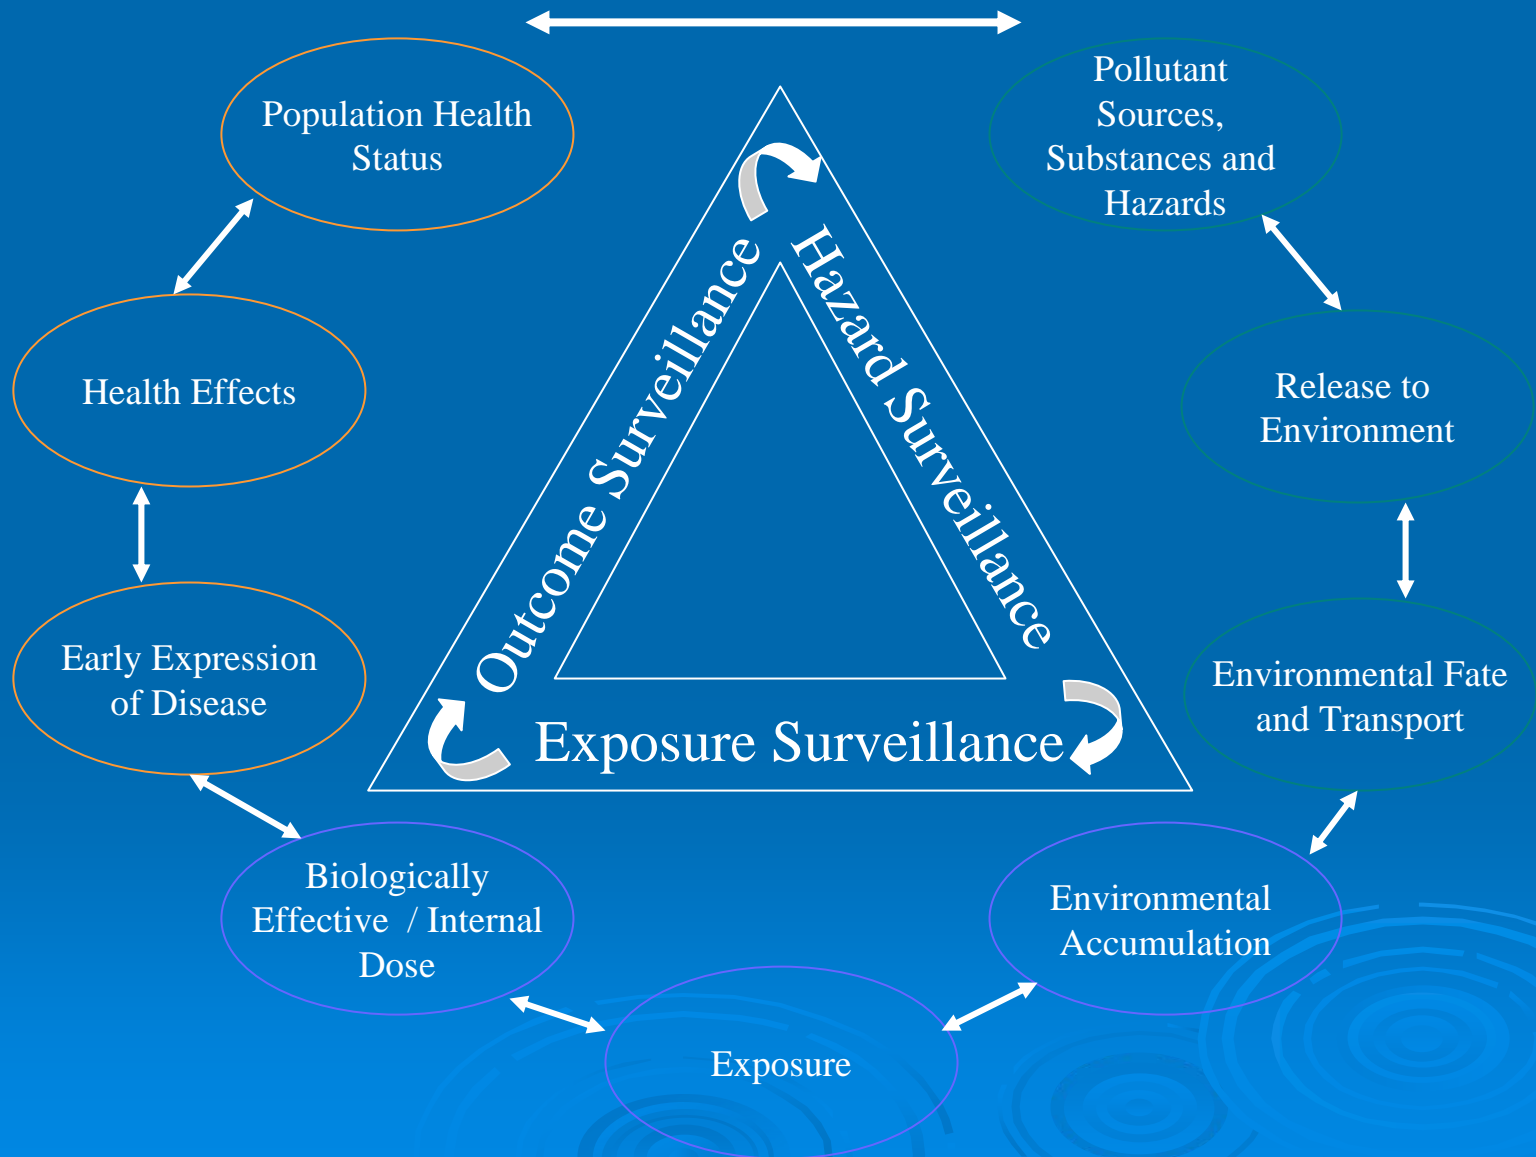 Population Health
Status
Pollutant
Sources,
Substances and
Hazards
Health Effects
Outcome Surveillance
Hazard Surveillance
Release to
Environment
Early Expression
of Disease
Exposure Surveillance
Environmental Fate
and Transport
Biologically
Effective / Internal
Dose
Environmental
Accumulation
Exposure